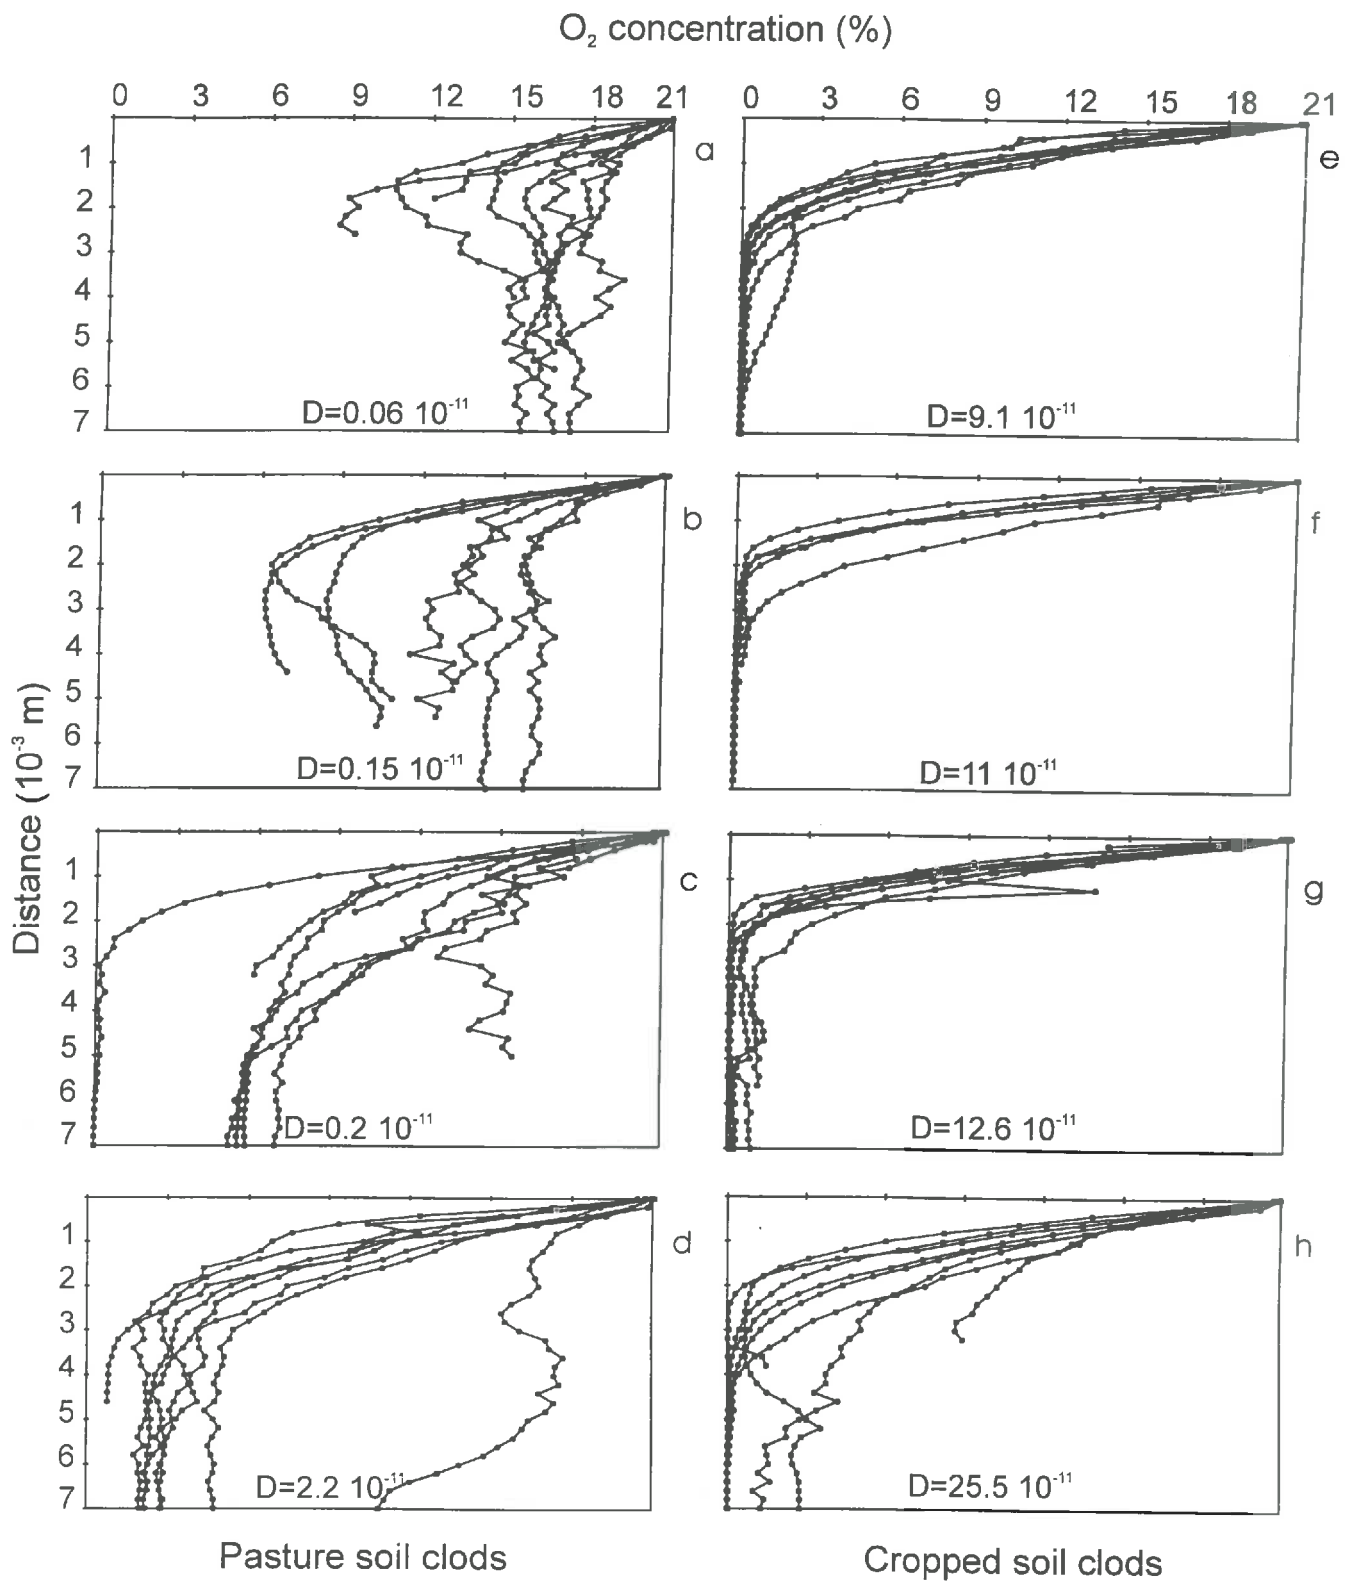 O₂ concentration (%)
0 3 6 9 12 15 18 21
0 3 6 9 12 15 18 21
Distance (10⁻³ m)
1
2
3
4
5
6
7
a
D=0.06 10⁻¹¹
e
D=9.1 10⁻¹¹
1
2
3
4
5
6
7
b
D=0.15 10⁻¹¹
f
D=11 10⁻¹¹
1
2
3
4
5
6
7
c
D=0.2 10⁻¹¹
g
D=12.6 10⁻¹¹
1
2
3
4
5
6
7
d
D=2.2 10⁻¹¹
h
D=25.5 10⁻¹¹
Pasture soil clods
Cropped soil clods